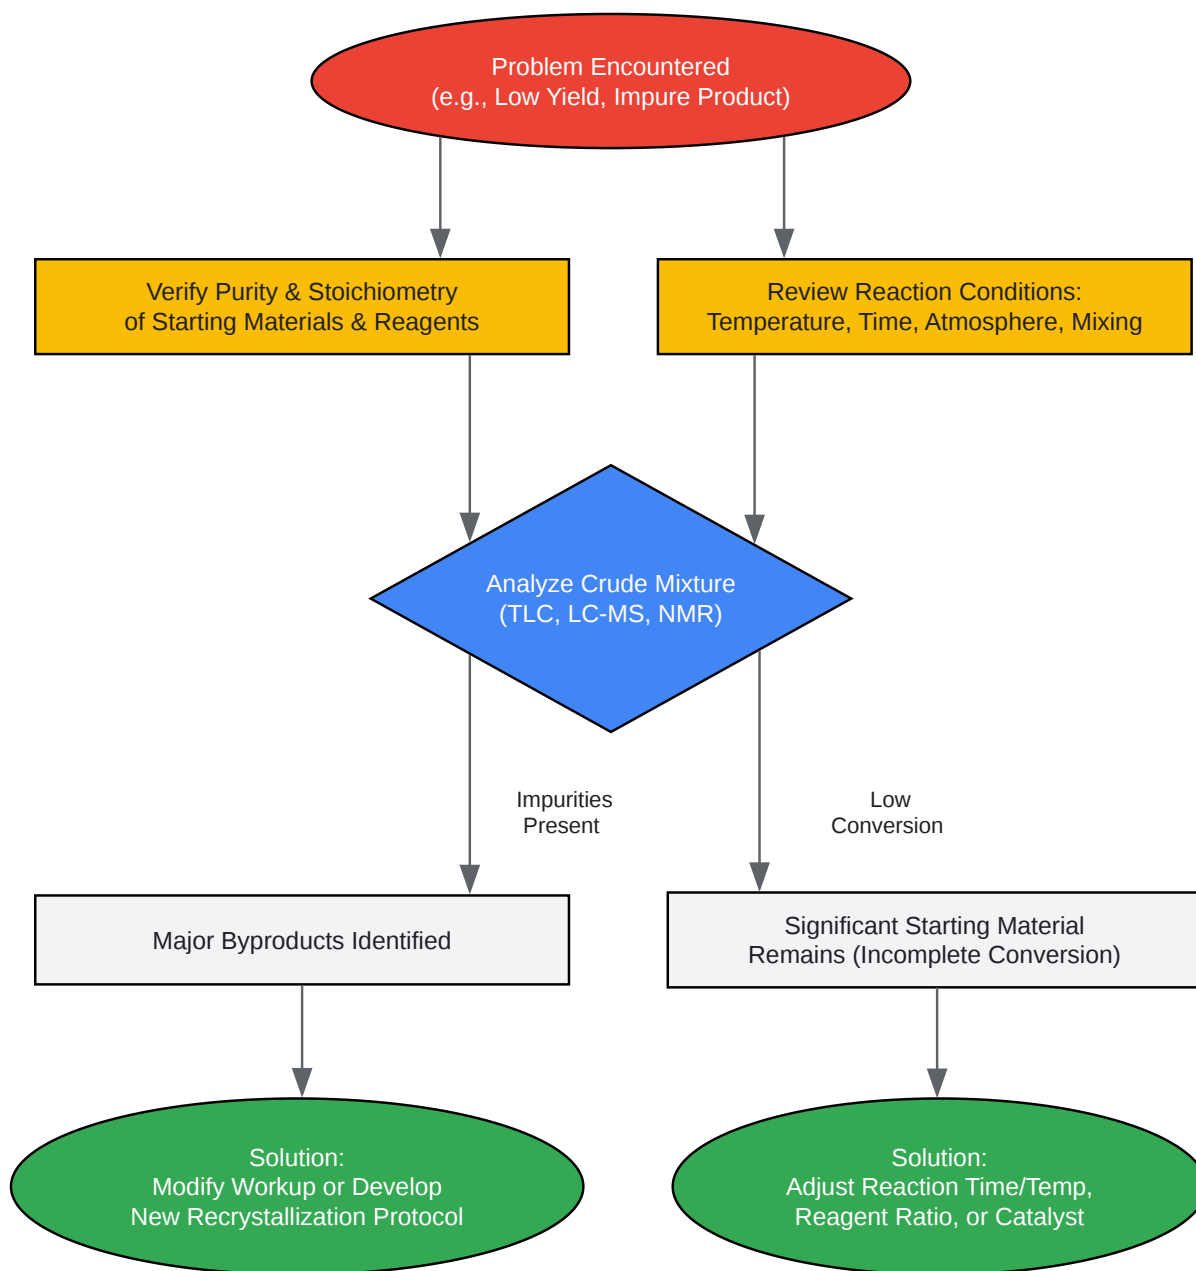 Problem Encountered
(e.g., Low Yield, Impure Product)
Verify Purity & Stoichiometry
of Starting Materials & Reagents
Review Reaction Conditions:
Temperature, Time, Atmosphere, Mixing
Analyze Crude Mixture
(TLC, LC-MS, NMR)
Impurities
Present
Low
Conversion
Major Byproducts Identified
Significant Starting Material
Remains (Incomplete Conversion)
Solution:
Modify Workup or Develop
New Recrystallization Protocol
Solution:
Adjust Reaction Time/Temp,
Reagent Ratio, or Catalyst